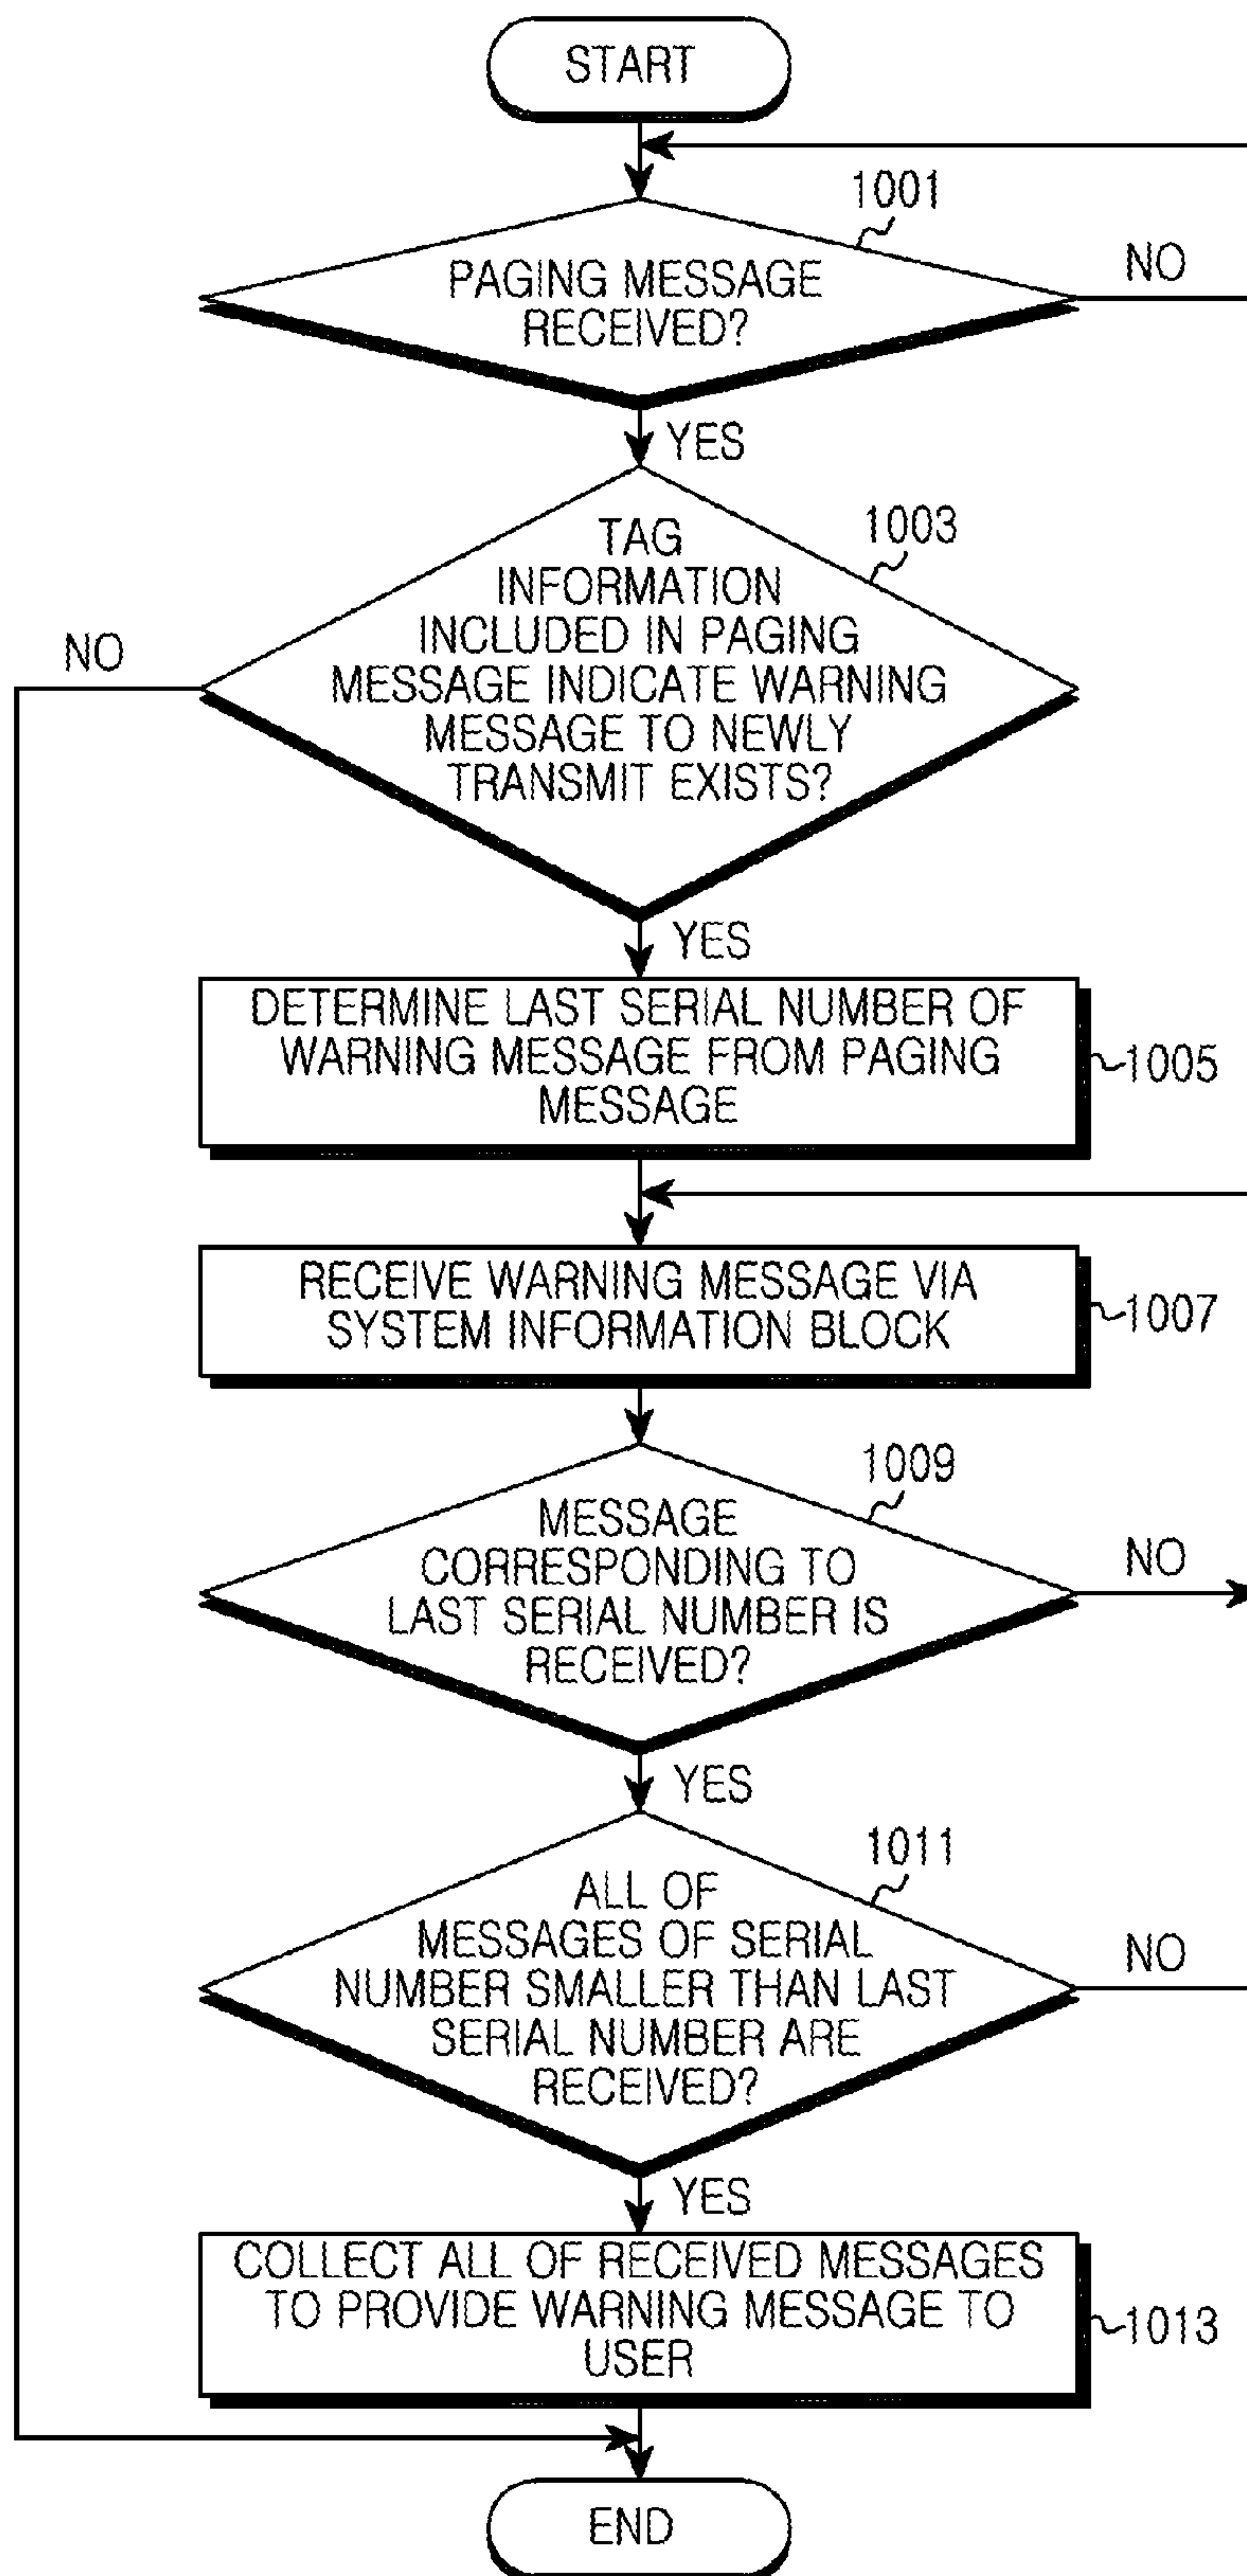 START
1001
PAGING MESSAGE
RECEIVED?
NO
YES
1003
TAG
INFORMATION
INCLUDED IN PAGING
MESSAGE INDICATE WARNING
MESSAGE TO NEWLY
TRANSMIT EXISTS?
NO
YES
DETERMINE LAST SERIAL NUMBER OF
WARNING MESSAGE FROM PAGING
MESSAGE
1005
RECEIVE WARNING MESSAGE VIA
SYSTEM INFORMATION BLOCK
1007
1009
MESSAGE
CORRESPONDING TO
LAST SERIAL NUMBER IS
RECEIVED?
NO
YES
1011
ALL OF
MESSAGES OF SERIAL
NUMBER SMALLER THAN LAST
SERIAL NUMBER ARE
RECEIVED?
NO
YES
COLLECT ALL OF RECEIVED MESSAGES
TO PROVIDE WARNING MESSAGE TO
USER
1013
END